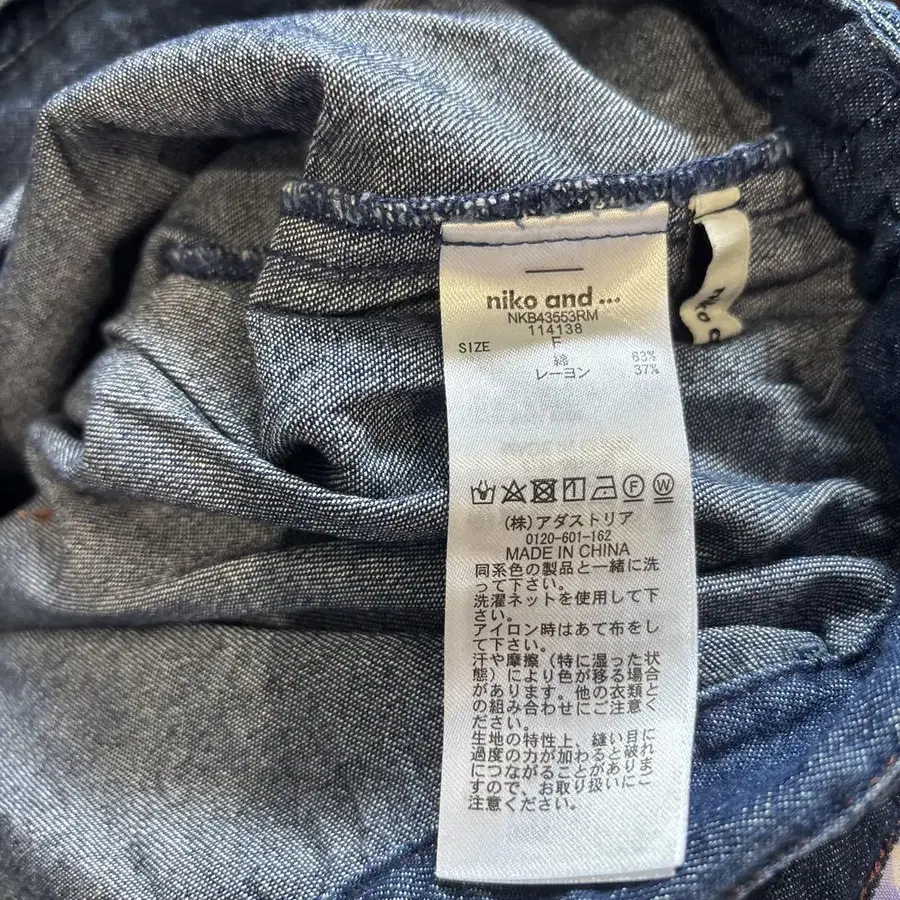 niko and ...
NKB43553RM
114138
SIZE F
綿 63%
レーヨン 37%
F W
(株)アダストリア
0120-601-162
MADE IN CHINA
同系色の製品と一緒に洗
って下さい。
洗濯ネットを使用して下
さい。
アイロン時はあて布をし
て下さい。
汗や摩擦(特に湿った状
態)により色が移る場合
があります。他の衣類と
の組み合わせにご注意く
ださい。
生地の特性上、縫い目に
過度の力が加わると破れ
につながることがありま
すので、お取り扱いにご
注意ください。
niko